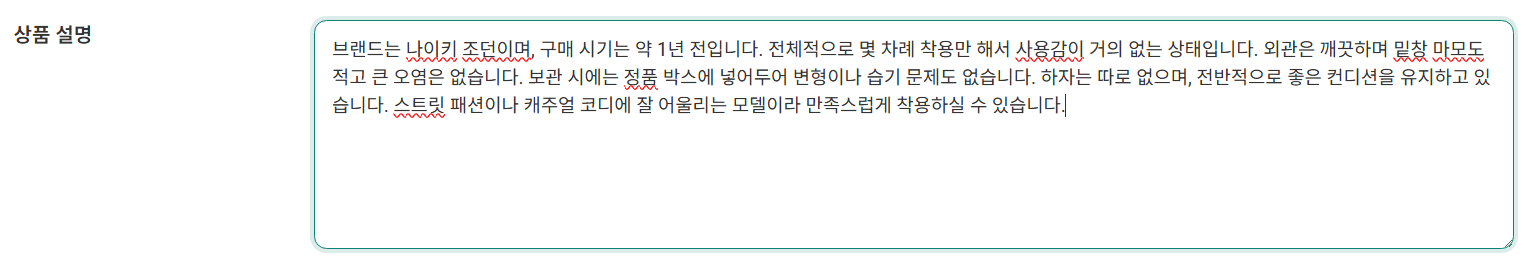 상품 설명
브랜드는 나이키 조던이며, 구매 시기는 약 1년 전입니다. 전체적으로 몇 차례 착용만 해서 사용감이 거의 없는 상태입니다. 외관은 깨끗하며 밑창 마모도
적고 큰 오염은 없습니다. 보관 시에는 정품 박스에 넣어두어 변형이나 습기 문제도 없습니다. 하자는 따로 없으며, 전반적으로 좋은 컨디션을 유지하고 있
습니다. 스트릿 패션이나 캐주얼 코디에 잘 어울리는 모델이라 만족스럽게 착용하실 수 있습니다.